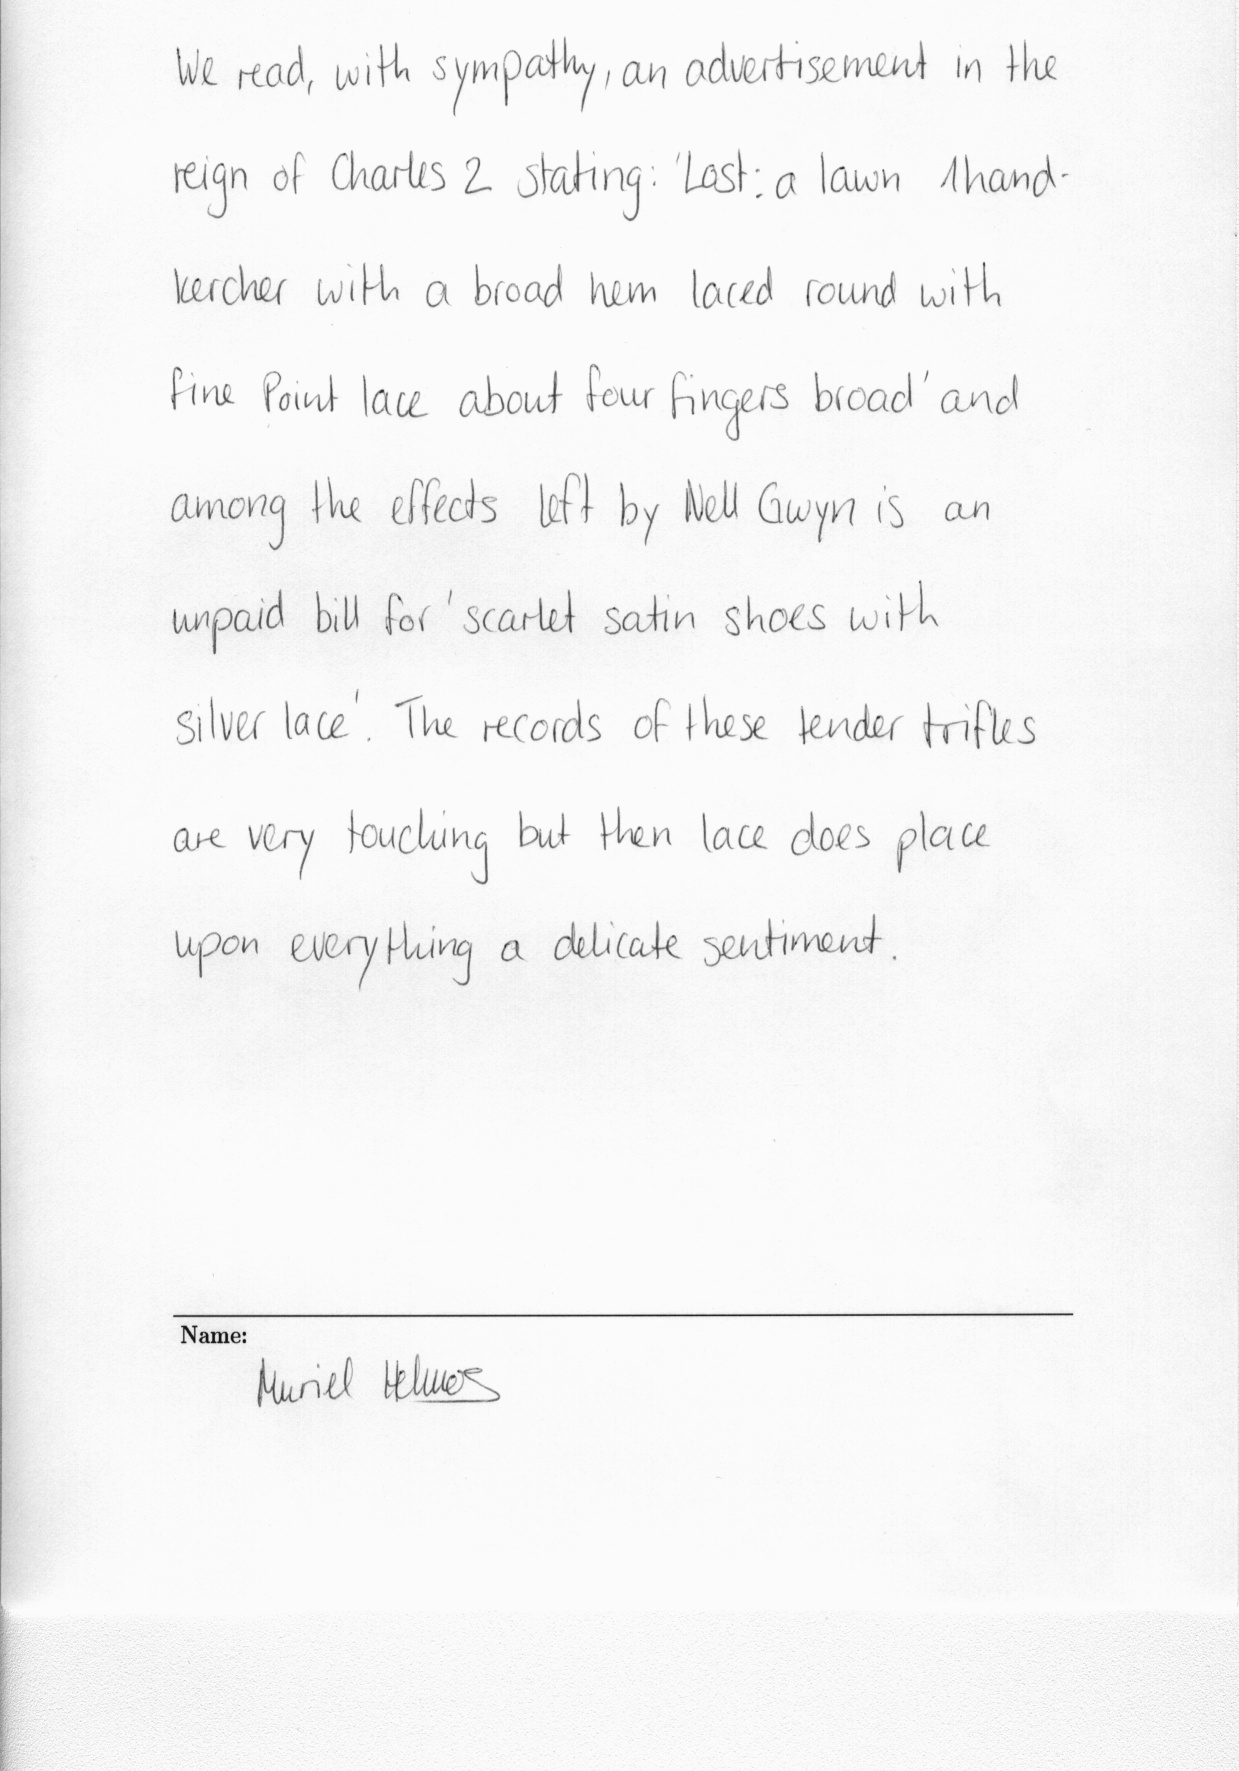 We read, with sympathy, an advertisement in the
reign of Charles 2 stating: 'Lost: a lawn 1hand-
kercher with a broad hem laced round with
fine Point lace about four fingers broad' and
among the effects left by Nell Gwyn is an
unpaid bill for 'scarlet satin shoes with
silver lace'. The records of these tender trifles
are very touching but then lace does place
upon everything a delicate sentiment.
Name:
Muriel